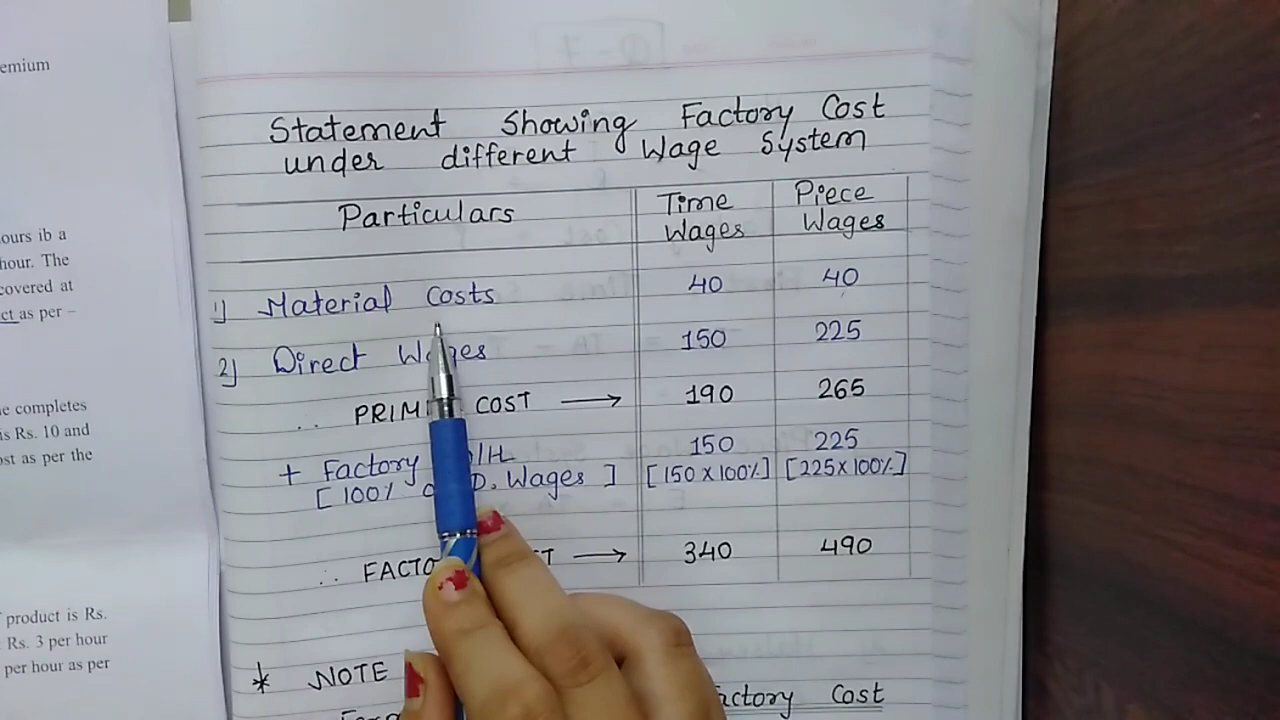 emium
ours ib a
hour. The
covered at
ct as per –
e completes
is Rs. 10 and
ost as per the
product is Rs.
Rs. 3 per hour
per hour as per
Statement Showing Factory Cost
under different Wage System
Particulars Time Wages Piece Wages
1) Material Costs 40 40
2) Direct Wages 150 225
∴ PRIM COST → 190 265
+ Factory O/H 150 225
[100% D. Wages] [150 x 100%] [225 x 100%]
∴ FACTO T → 340 490
* NOTE
actory Cost